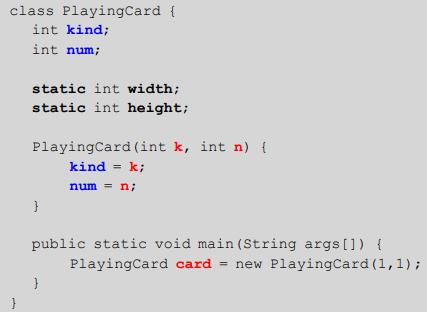 class PlayingCard {
int kind;
int num;
static int width;
static int height;
PlayingCard(int k, int n) {
kind = k;
num = n;
}
public static void main(String args[]) {
PlayingCard card = new PlayingCard(1,1);
}
}